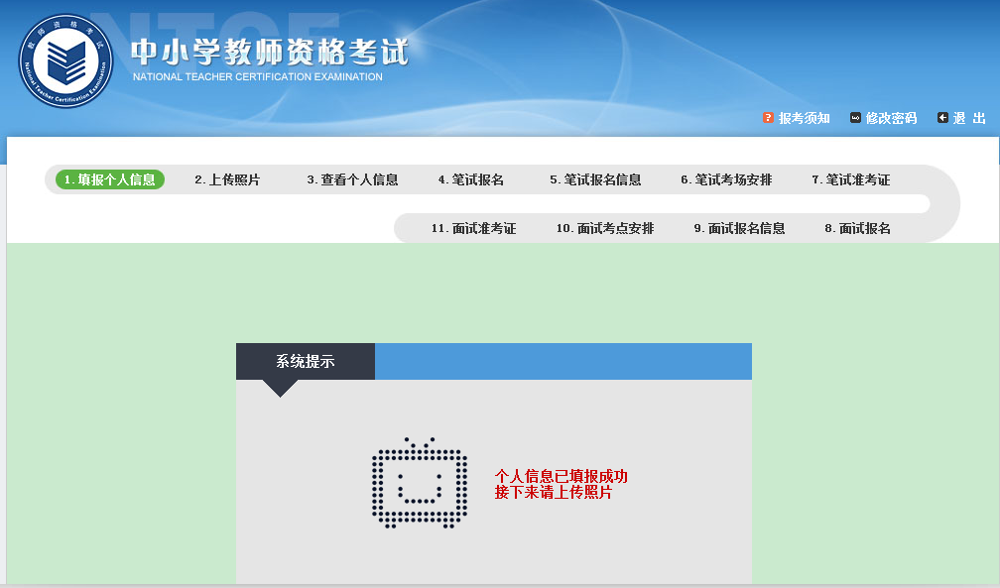 NTCE
教师资格考试
National Teacher Certification Examination
中小学教师资格考试
NATIONAL TEACHER CERTIFICATION EXAMINATION
报考须知 修改密码 退 出
1. 填报个人信息 2. 上传照片 3. 查看个人信息 4. 笔试报名 5. 笔试报名信息 6. 笔试考场安排 7. 笔试准考证
11. 面试准考证 10. 面试考点安排 9. 面试报名信息 8. 面试报名
系统提示
个人信息已填报成功
接下来请上传照片